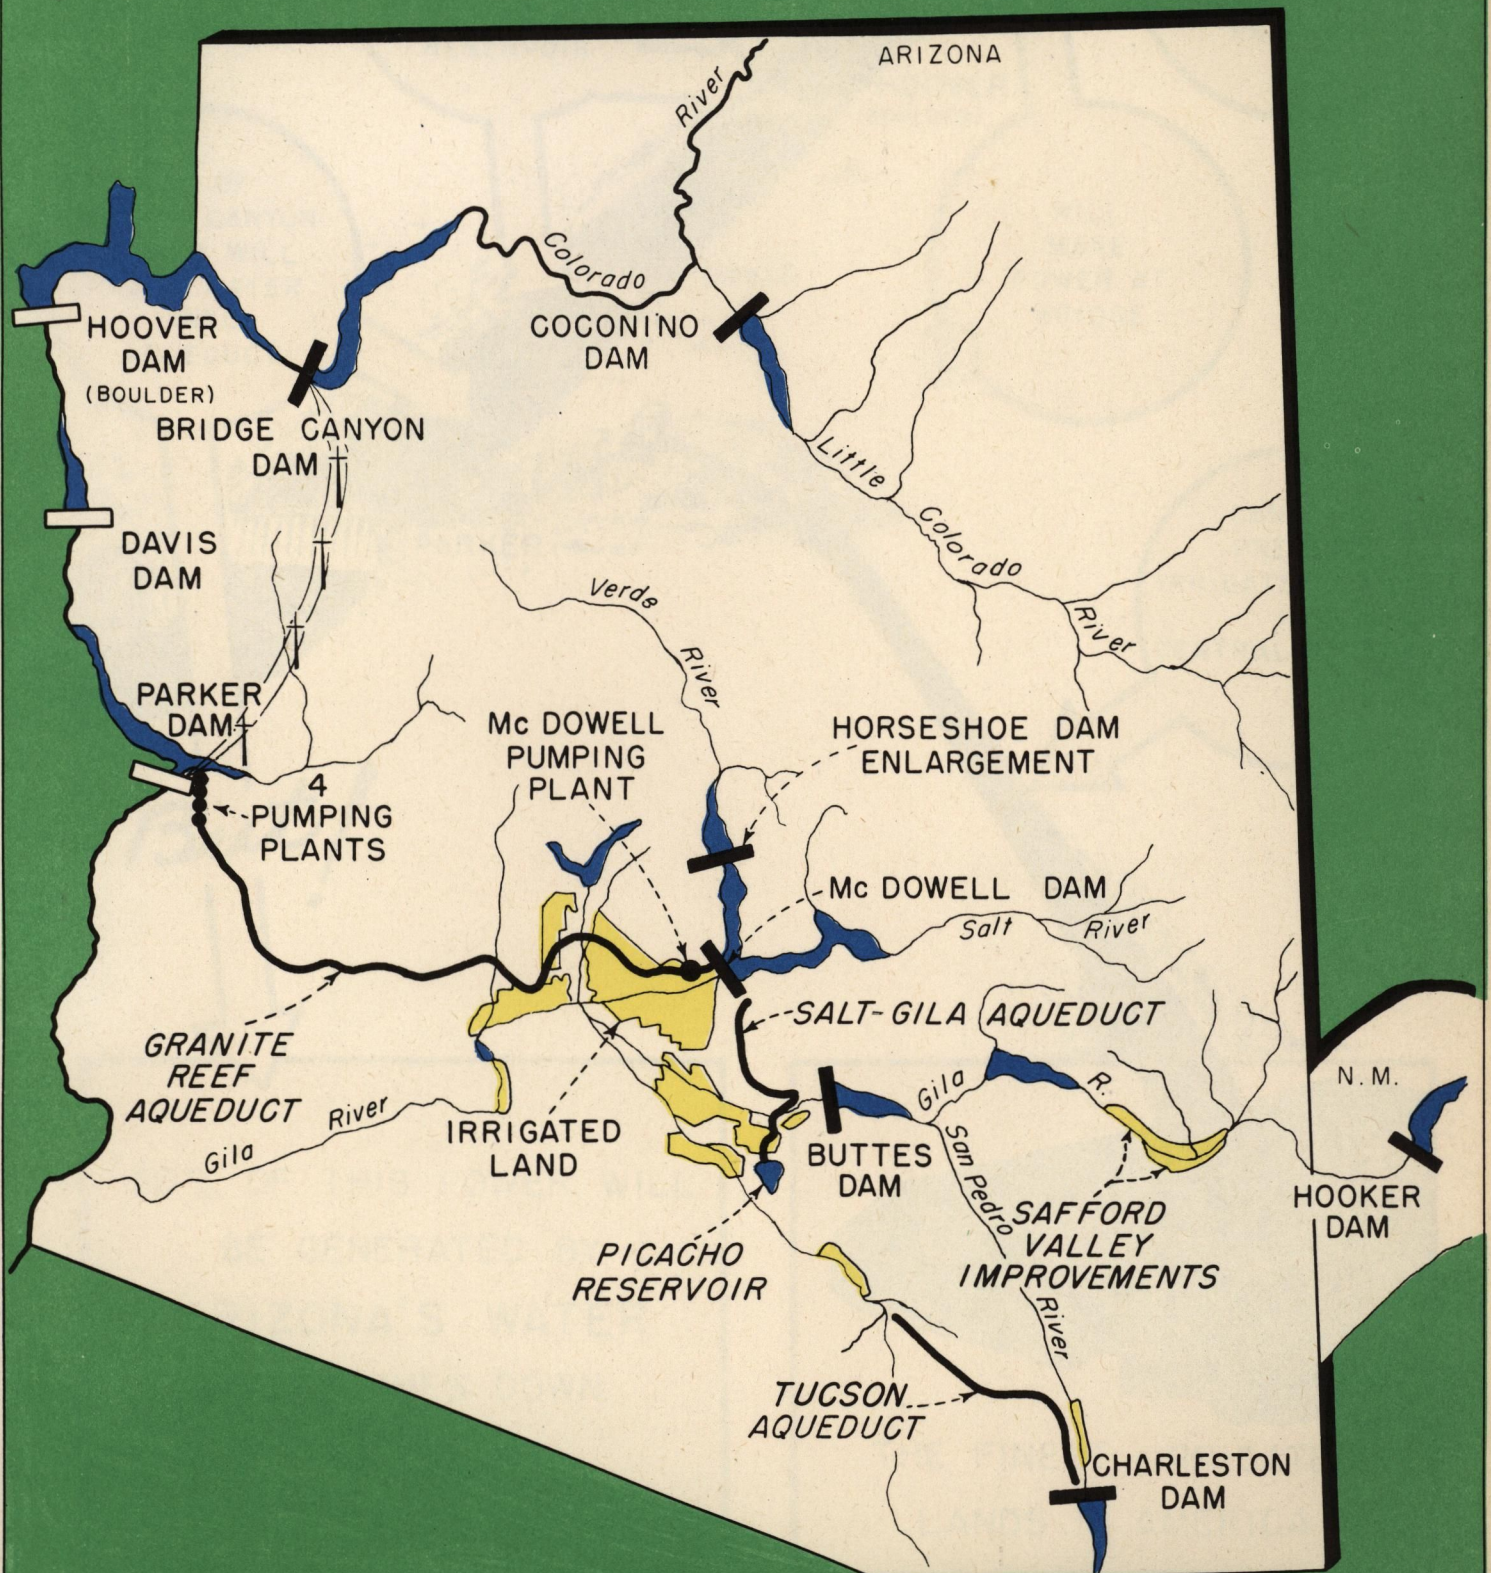 ARIZONA
River
Colorado
HOOVER
DAM
(BOULDER)
COCONINO
DAM
BRIDGE CANYON
DAM
Little
Colorado
River
DAVIS
DAM
Verde
River
PARKER
DAM
4
PUMPING
PLANTS
Mc DOWELL
PUMPING
PLANT
HORSESHOE DAM
ENLARGEMENT
Mc DOWELL DAM
Salt River
SALT-GILA AQUEDUCT
GRANITE
REEF
AQUEDUCT
Gila River
IRRIGATED
LAND
BUTTES
DAM
Gila R.
San Pedro
River
N. M.
HOOKER
DAM
SAFFORD
VALLEY
IMPROVEMENTS
PICACHO
RESERVOIR
TUCSON
AQUEDUCT
CHARLESTON
DAM